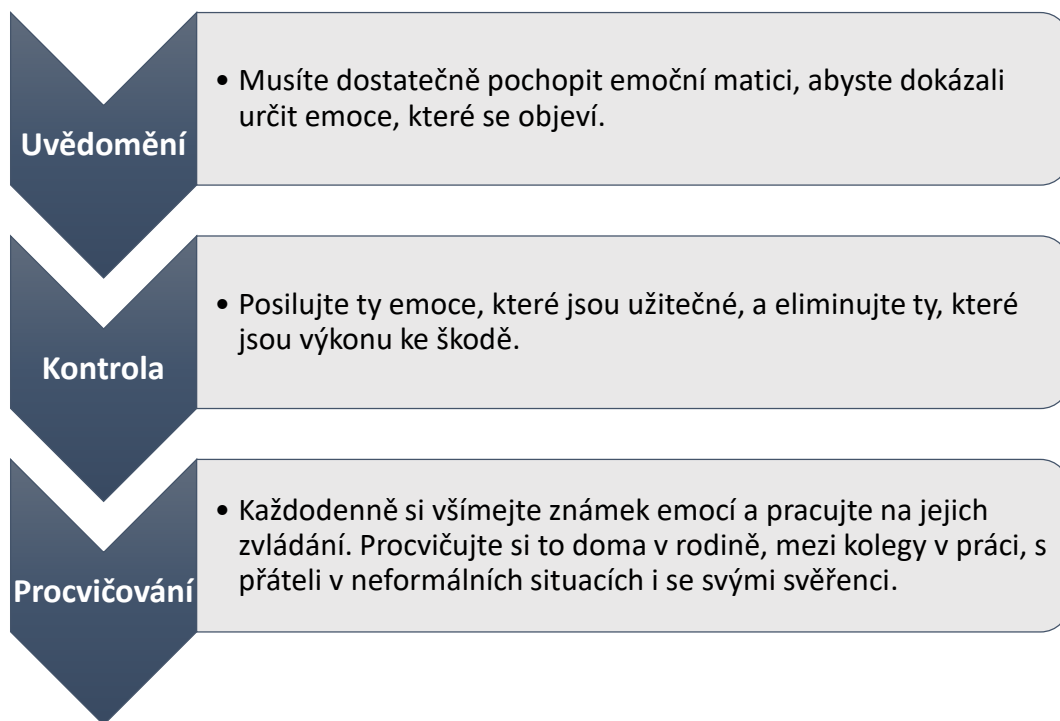 Uvědomění
• Musíte dostatečně pochopit emoční matici, abyste dokázali
určit emoce, které se objeví.
Kontrola
• Posilujte ty emoce, které jsou užitečné, a eliminujte ty, které
jsou výkonu ke škodě.
Procvičování
• Každodenně si všímejte známek emocí a pracujte na jejich
zvládání. Procvičujte si to doma v rodině, mezi kolegy v práci, s
přáteli v neformálních situacích i se svými svěřenci.